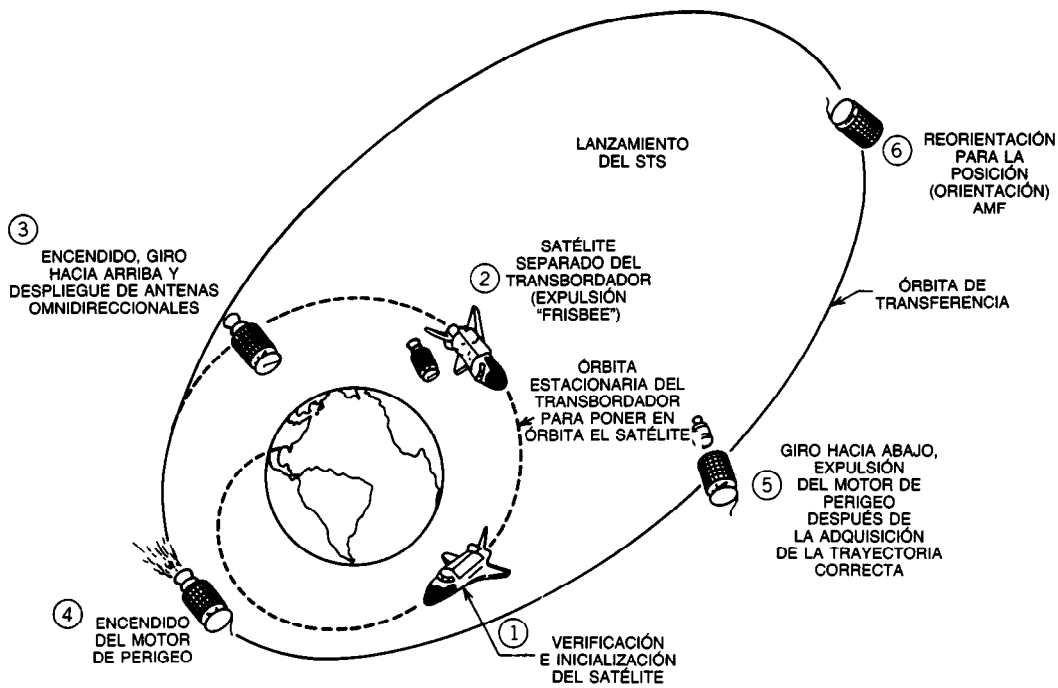 LANZAMIENTO
DEL STS
1
VERIFICACIÓN
E INICIALIZACIÓN
DEL SATÉLITE
2
SATÉLITE
SEPARADO DEL
TRANSBORDADOR
(EXPULSIÓN
"FRISBEE")
ÓRBITA
ESTACIONARIA DEL
TRANSBORDADOR
PARA PONER EN
ÓRBITA EL SATÉLITE
3
ENCENDIDO, GIRO
HACIA ARRIBA Y
DESPLIEGUE DE ANTENAS
OMNIDIRECCIONALES
4
ENCENDIDO
DEL MOTOR
DE PERIGEO
5
GIRO HACIA ABAJO,
EXPULSIÓN
DEL MOTOR DE
PERIGEO
DESPUÉS DE
LA ADQUISICIÓN
DE LA TRAYECTORIA
CORRECTA
6
REORIENTACIÓN
PARA LA
POSICIÓN
(ORIENTACIÓN)
AMF
ÓRBITA DE
TRANSFERENCIA